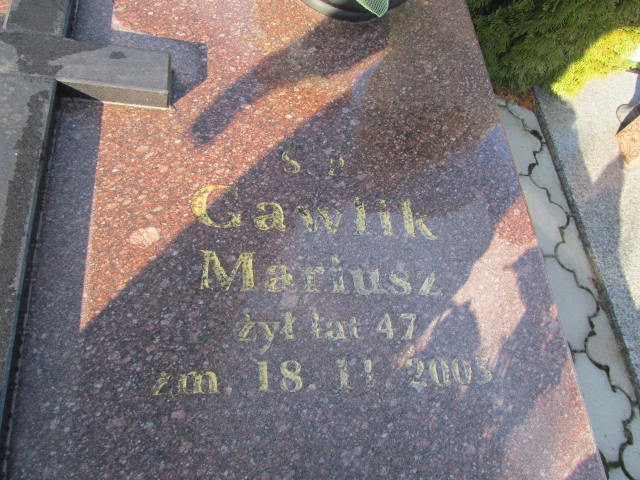 Ś. P.
Gawlik
Mariusz
żył lat 47
zm. 18. 11. 2003